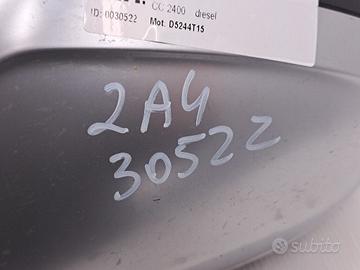 CC 2400 diesel
ID: 0030522 Mot: D5244T15
2A4
30522
subito